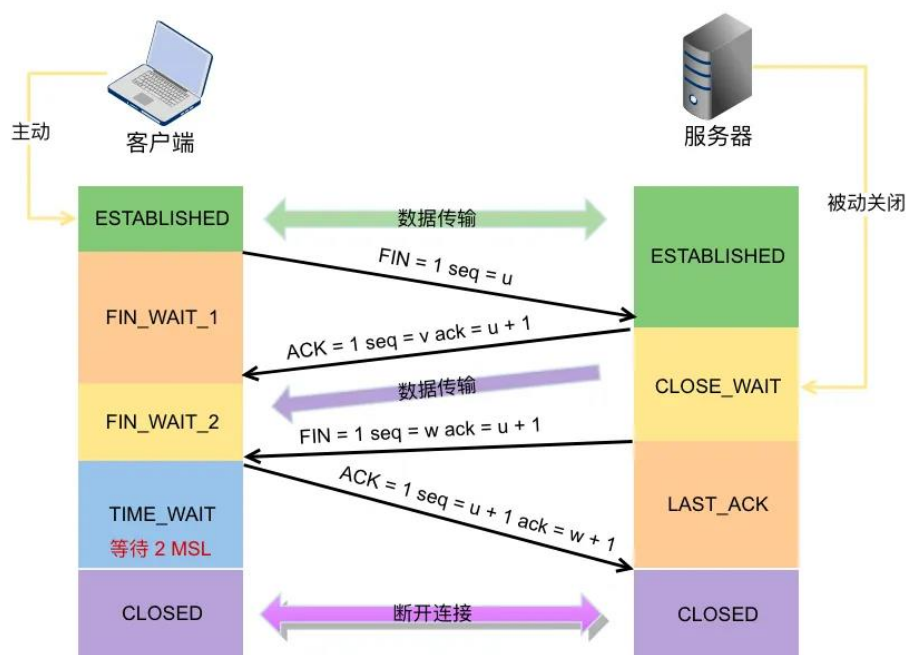 主动
客户端
服务器
被动关闭
ESTABLISHED
数据传输
ESTABLISHED
FIN = 1 seq = u
FIN_WAIT_1
ACK = 1 seq = v ack = u + 1
数据传输
CLOSE_WAIT
FIN_WAIT_2
FIN = 1 seq = w ack = u + 1
ACK = 1 seq = u + 1 ack = w + 1
TIME_WAIT
等待 2 MSL
LAST_ACK
CLOSED
断开连接
CLOSED